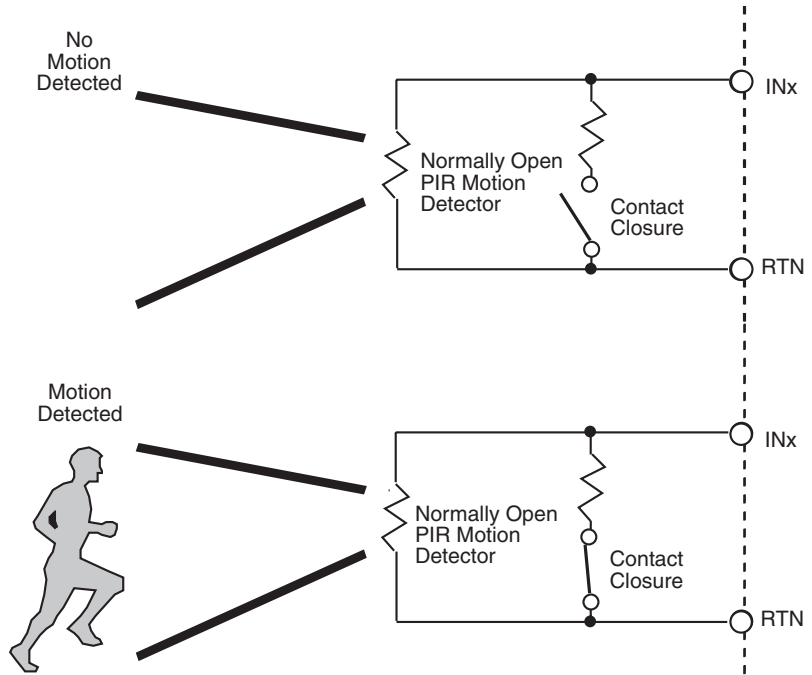 No
Motion
Detected
INx
Normally Open
PIR Motion
Detector
Contact
Closure
RTN
Motion
Detected
INx
Normally Open
PIR Motion
Detector
Contact
Closure
RTN